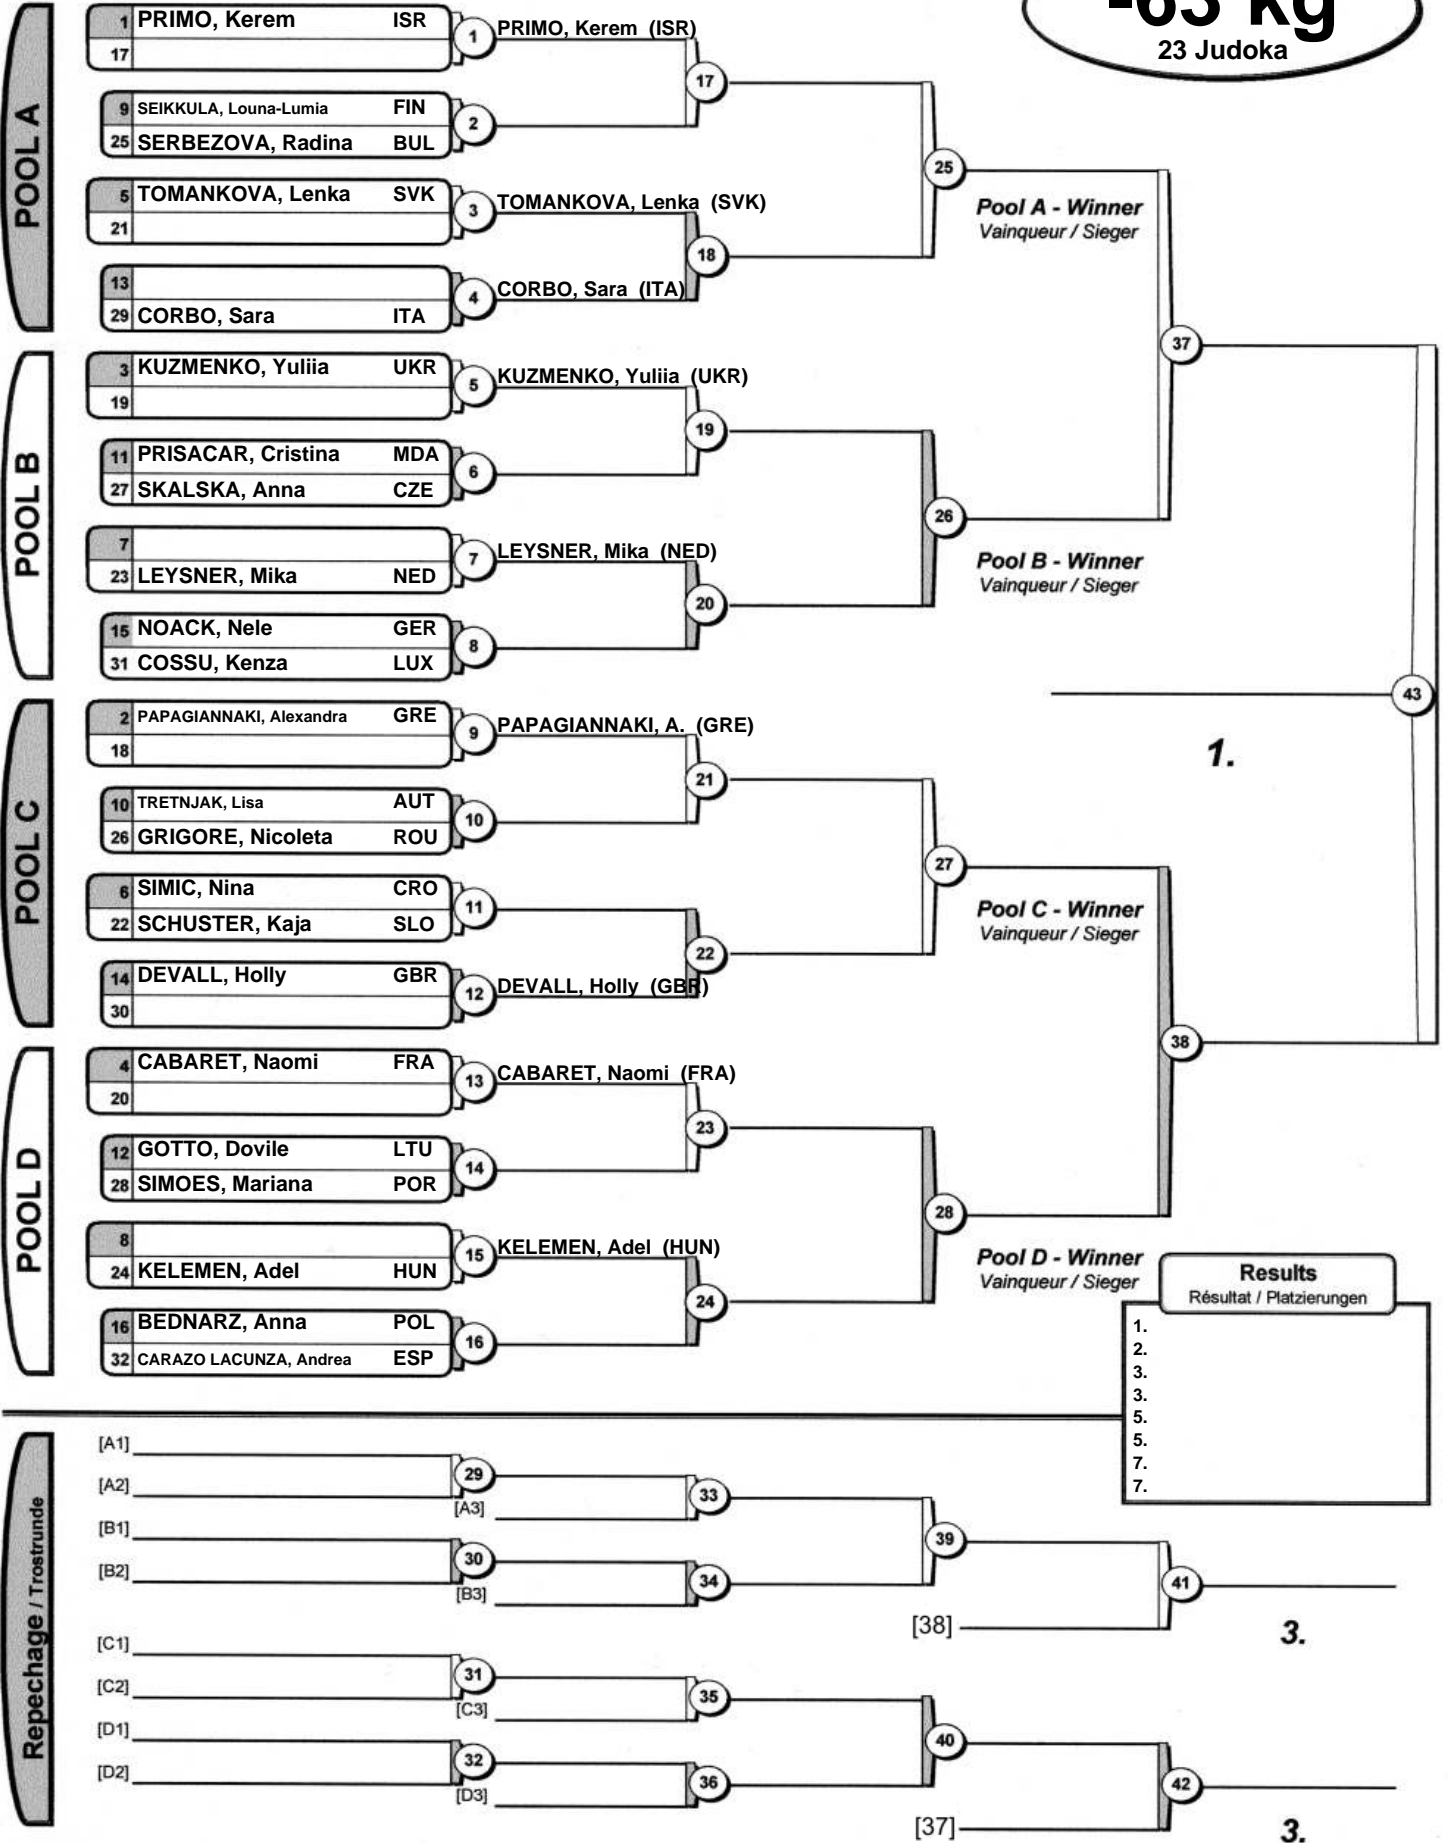 -63 kg
23 Judoka
POOL A
1 PRIMO, Kerem ISR
17
1 PRIMO, Kerem (ISR)
17
9 SEIKKULA, Louna-Lumia FIN
25 SERBEZOVA, Radina BUL
2
25
5 TOMANKOVA, Lenka SVK
21
3 TOMANKOVA, Lenka (SVK)
18
13
29 CORBO, Sara ITA
4 CORBO, Sara (ITA)
Pool A - Winner
Vainqueur / Sieger
37
POOL B
3 KUZMENKO, Yuliia UKR
19
5 KUZMENKO, Yuliia (UKR)
19
11 PRISACAR, Cristina MDA
27 SKALSKA, Anna CZE
6
26
7
23 LEYSNER, Mika NED
7 LEYSNER, Mika (NED)
20
15 NOACK, Nele GER
31 COSSU, Kenza LUX
8
Pool B - Winner
Vainqueur / Sieger
43
1.
POOL C
2 PAPAGIANNAKI, Alexandra GRE
18
9 PAPAGIANNAKI, A. (GRE)
21
10 TRETNJAK, Lisa AUT
26 GRIGORE, Nicoleta ROU
10
27
6 SIMIC, Nina CRO
22 SCHUSTER, Kaja SLO
11
22
14 DEVALL, Holly GBR
30
12 DEVALL, Holly (GBR)
Pool C - Winner
Vainqueur / Sieger
38
POOL D
4 CABARET, Naomi FRA
20
13 CABARET, Naomi (FRA)
23
12 GOTTO, Dovile LTU
28 SIMOES, Mariana POR
14
28
8
24 KELEMEN, Adel HUN
15 KELEMEN, Adel (HUN)
24
16 BEDNARZ, Anna POL
32 CARAZO LACUNZA, Andrea ESP
16
Pool D - Winner
Vainqueur / Sieger
Results
Résultat / Platzierungen
1.
2.
3.
3.
5.
5.
7.
7.
Repechage / Trostrunde
[A1]
29
[A2]
[A3]
33
[B1]
30
[B2]
[B3]
34
39
[38]
41
3.
[C1]
31
[C2]
[C3]
35
[D1]
32
[D2]
[D3]
36
40
[37]
42
3.